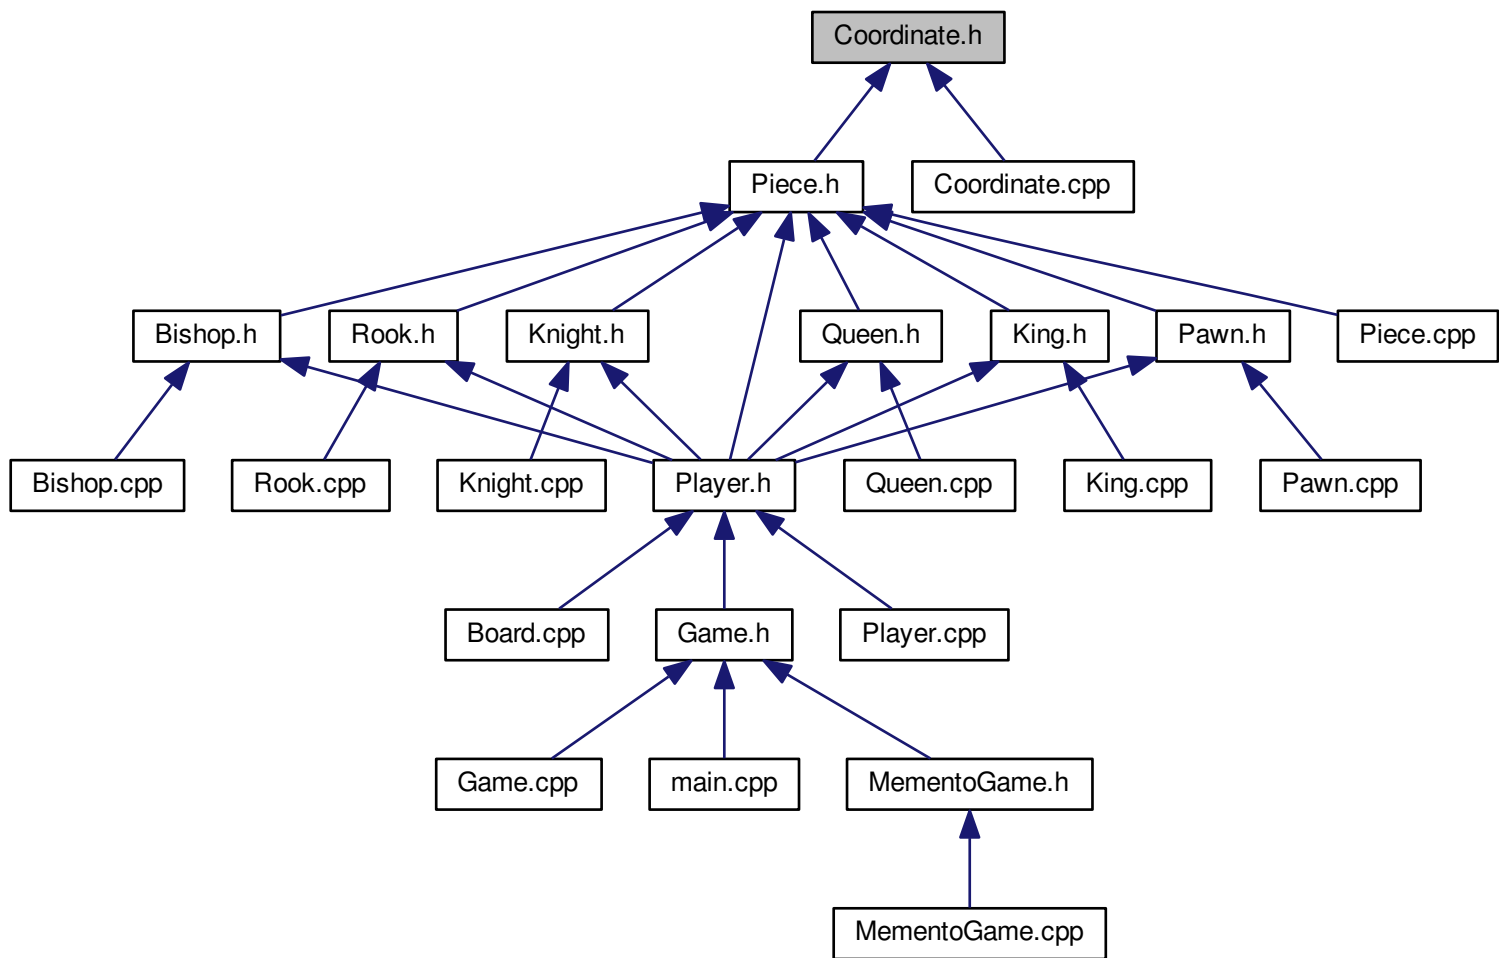 Coordinate.h
Piece.h
Coordinate.cpp
Bishop.h
Rook.h
Knight.h
Queen.h
King.h
Pawn.h
Piece.cpp
Bishop.cpp
Rook.cpp
Knight.cpp
Player.h
Queen.cpp
King.cpp
Pawn.cpp
Board.cpp
Game.h
Player.cpp
Game.cpp
main.cpp
MementoGame.h
MementoGame.cpp